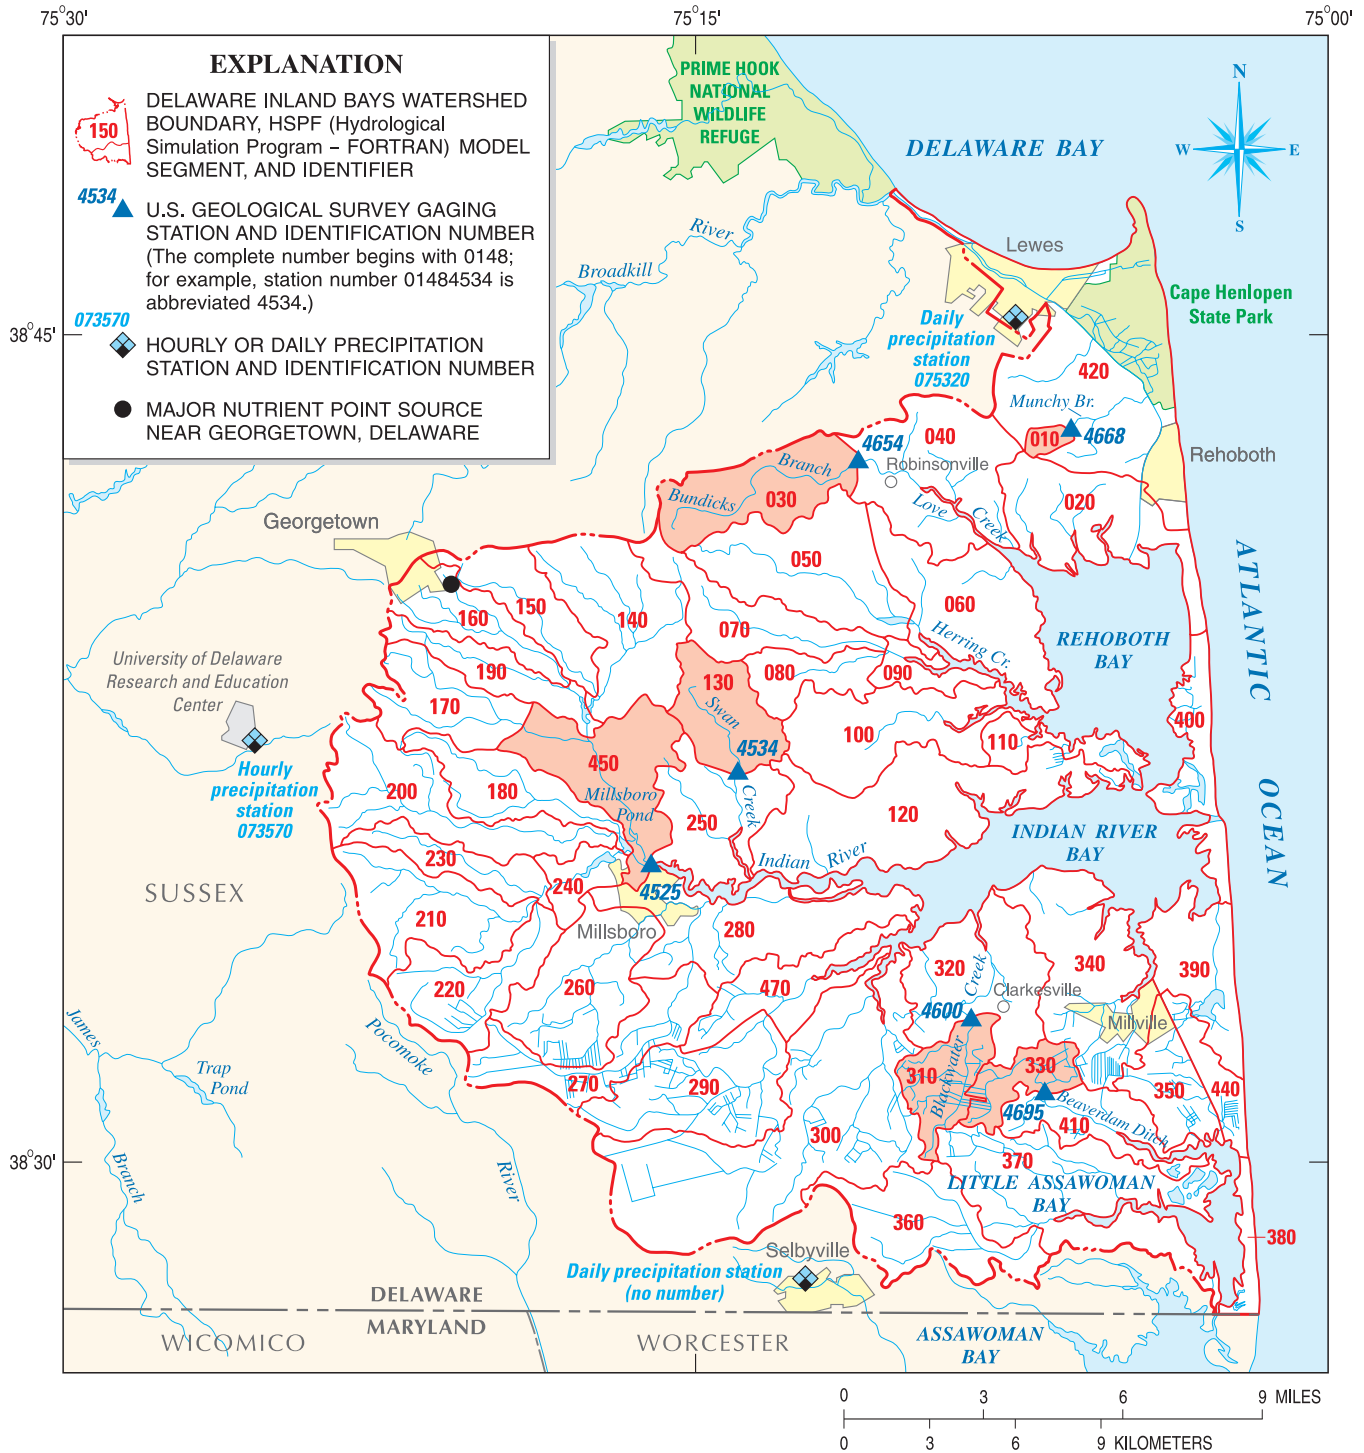 75°30'
75°15'
75°00'
EXPLANATION
150
DELAWARE INLAND BAYS WATERSHED
BOUNDARY, HSPF (Hydrological
Simulation Program – FORTRAN) MODEL
SEGMENT, AND IDENTIFIER
4534
U.S. GEOLOGICAL SURVEY GAGING
STATION AND IDENTIFICATION NUMBER
(The complete number begins with 0148;
for example, station number 01484534 is
abbreviated 4534.)
073570
HOURLY OR DAILY PRECIPITATION
STATION AND IDENTIFICATION NUMBER
MAJOR NUTRIENT POINT SOURCE
NEAR GEORGETOWN, DELAWARE
PRIME HOOK
NATIONAL
WILDLIFE
REFUGE
DELAWARE BAY
N
W
E
S
River
Broadkill
Lewes
Cape Henlopen
State Park
38°45'
Daily
precipitation
station
075320
420
Munchy Br.
010
4668
040
4654
Robinsonville
Rehoboth
Branch
Bundicks
030
Love
Creek
020
Georgetown
050
ATLANTIC
OCEAN
160
150
140
070
060
Herring Cr.
REHOBOTH
BAY
University of Delaware
Research and Education
Center
190
130
080
090
170
Swan
Creek
100
110
400
4534
450
Hourly
precipitation
station
073570
200
180
Millsboro
Pond
250
120
INDIAN RIVER
BAY
230
Indian
River
240
4525
SUSSEX
210
Millsboro
280
320
Creek
340
390
220
260
470
Clarkesville
4600
Millville
James
Branch
Trap
Pond
Pocomoke
River
270
290
310
Blackwater
330
350
440
4695
Beaverdam Ditch
410
300
38°30'
370
LITTLE ASSAWOMAN
BAY
360
380
Selbyville
Daily precipitation station
(no number)
DELAWARE
MARYLAND
WICOMICO
WORCESTER
ASSAWOMAN
BAY
0 3 6 9 MILES
0 3 6 9 KILOMETERS